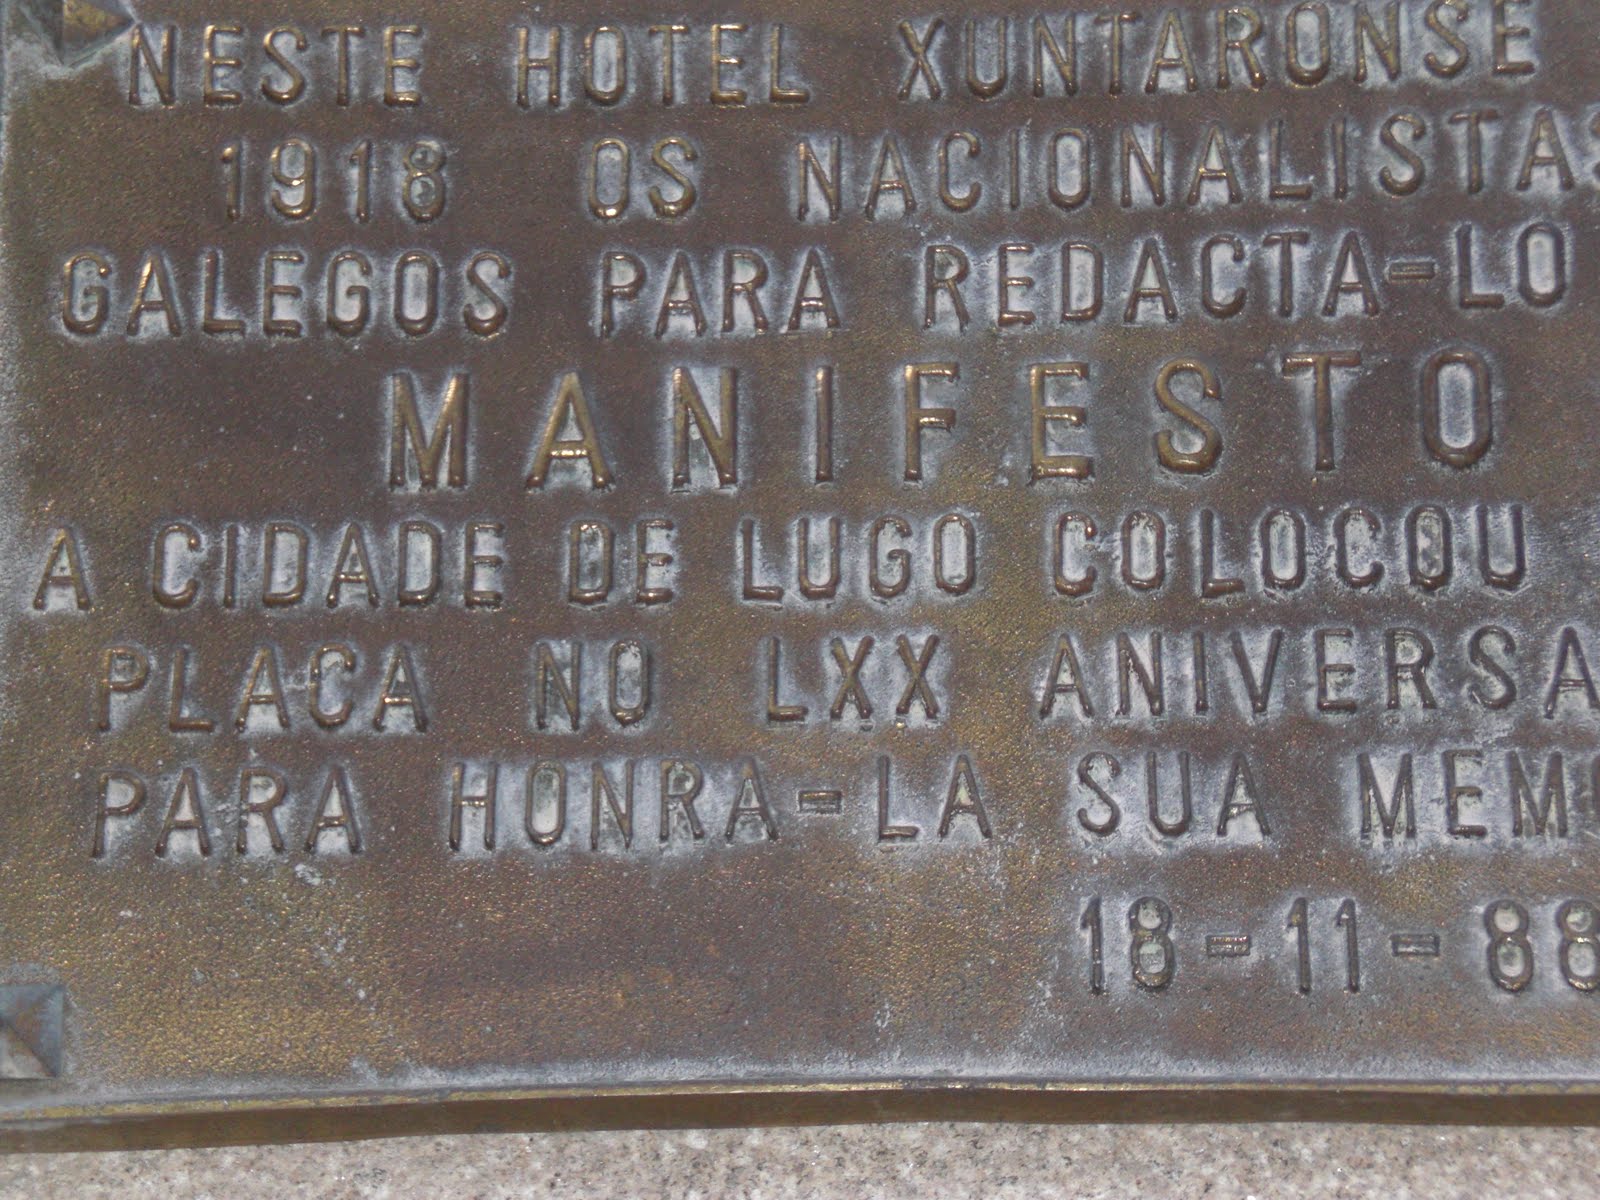 NESTE HOTEL XUNTARONSE
1918 OS NACIONALISTAS
GALEGOS PARA REDACTA-LO
MANIFESTO
A CIDADE DE LUGO COLOCOU
PLACA NO LXX ANIVERSA
PARA HONRA-LA SUA MEMO
18-11-88